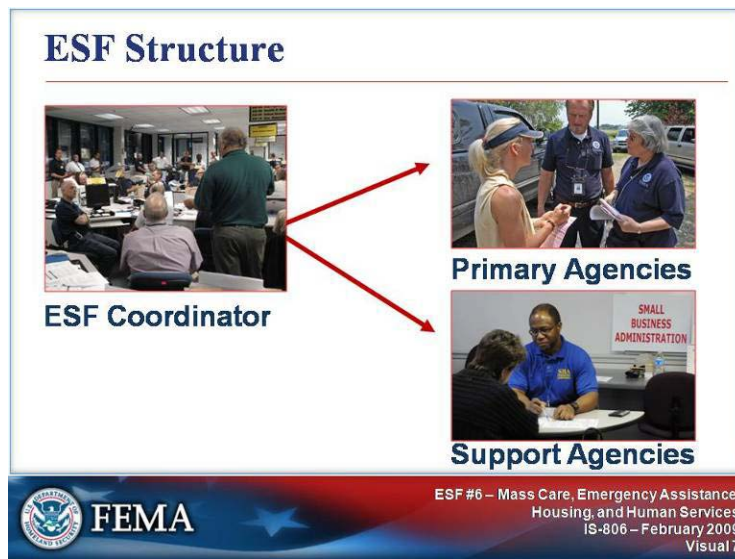 ESF Structure
ESF Coordinator
Primary Agencies
SMALL
BUSINESS
ADMINISTRATION
Support Agencies
FEMA
ESF #6 – Mass Care, Emergency Assistance
Housing, and Human Services
IS-806 – February 2009
Visual 7